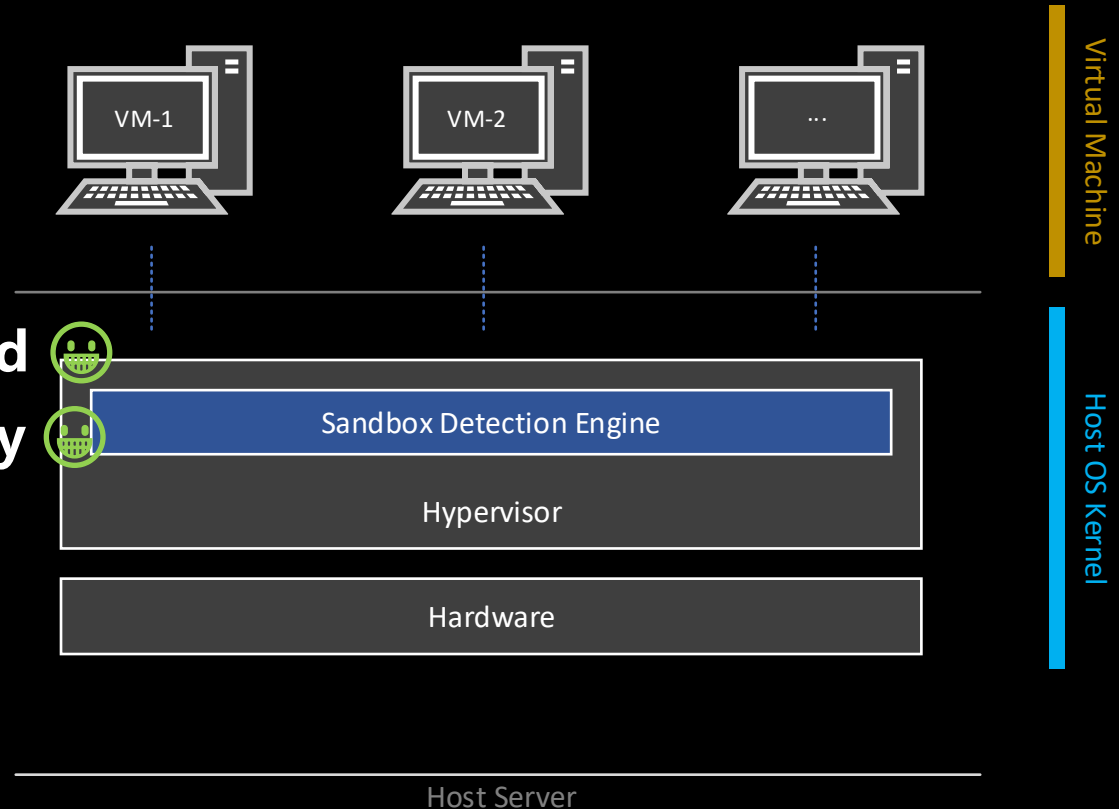 VM-1
VM-2
...
Virtual Machine
d
y
Sandbox Detection Engine
Hypervisor
Hardware
Host OS Kernel
Host Server